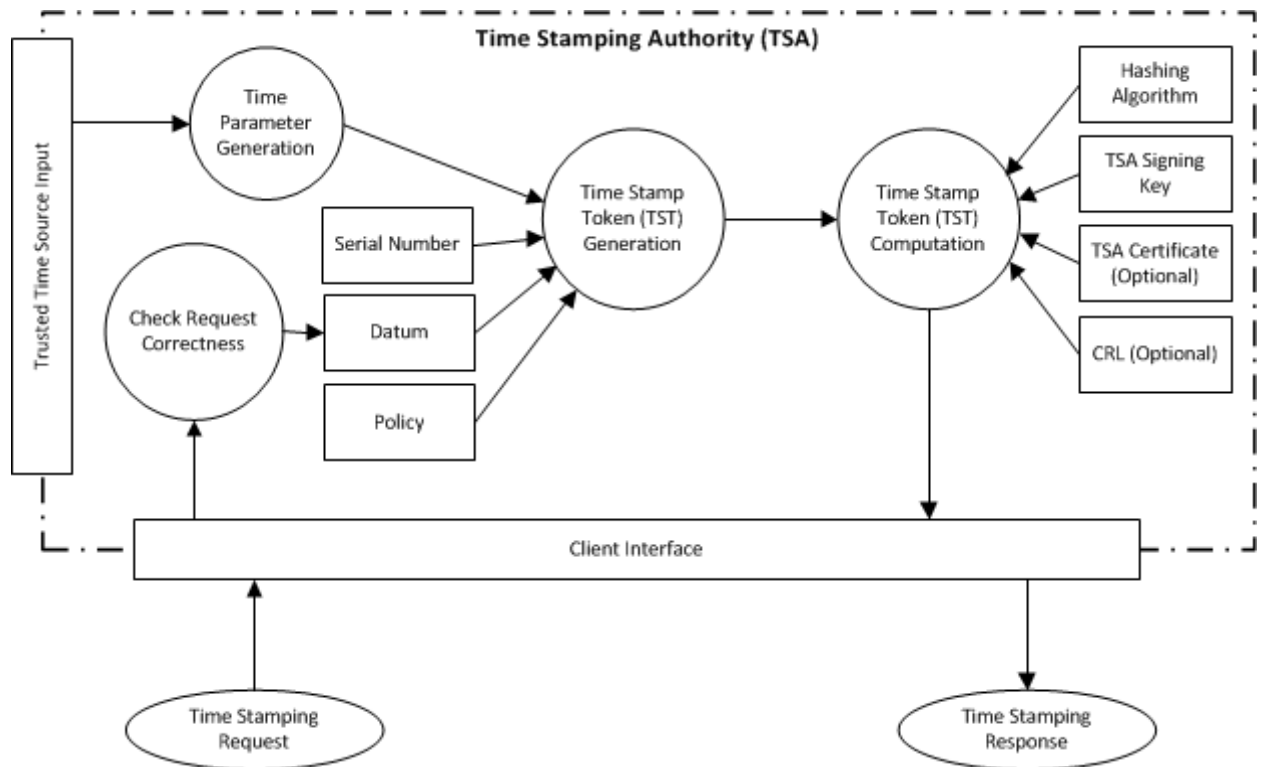 Time Stamping Authority (TSA)
Trusted Time Source Input
Time
Parameter
Generation
Hashing
Algorithm
Time Stamp
Token (TST)
Generation
Time Stamp
Token (TST)
Computation
TSA Signing
Key
Serial Number
TSA Certificate
(Optional)
Check Request
Correctness
Datum
CRL (Optional)
Policy
Client Interface
Time Stamping
Request
Time Stamping
Response